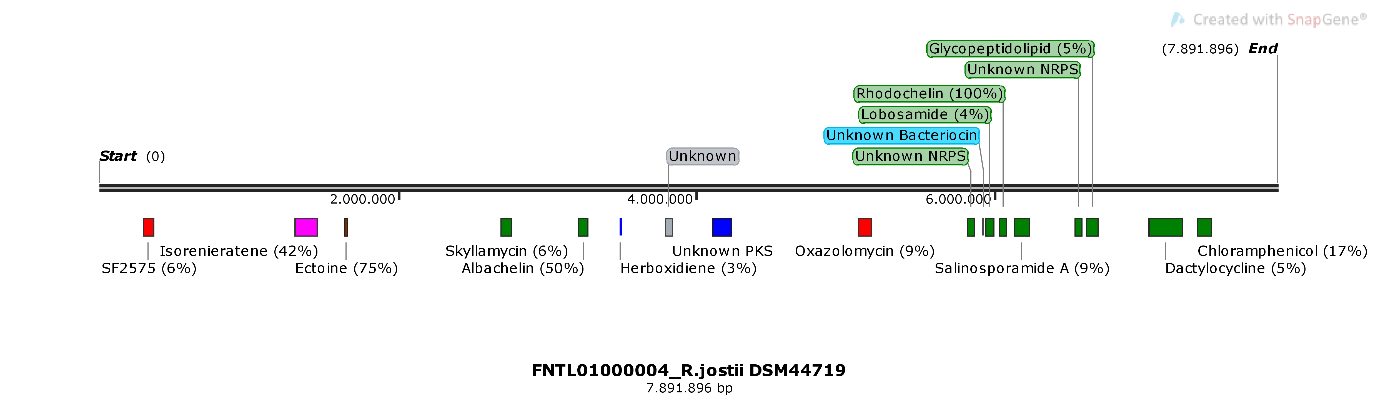 Created with SnapGene®
Glycopeptidolipid (5%)
(7.891.896) End
Unknown NRPS
Rhodochelin (100%)
Lobosamide (4%)
Unknown Bacteriocin
Start (0)
Unknown
Unknown NRPS
2.000.000
4.000.000
6.000.000
Isorenieratene (42%)
Skyllamycin (6%)
Unknown PKS
Oxazolomycin (9%)
Chloramphenicol (17%)
SF2575 (6%)
Ectoine (75%)
Albachelin (50%)
Herboxidiene (3%)
Salinosporamide A (9%)
Dactylocycline (5%)
FNTL01000004_R.jostii DSM44719
7.891.896 bp